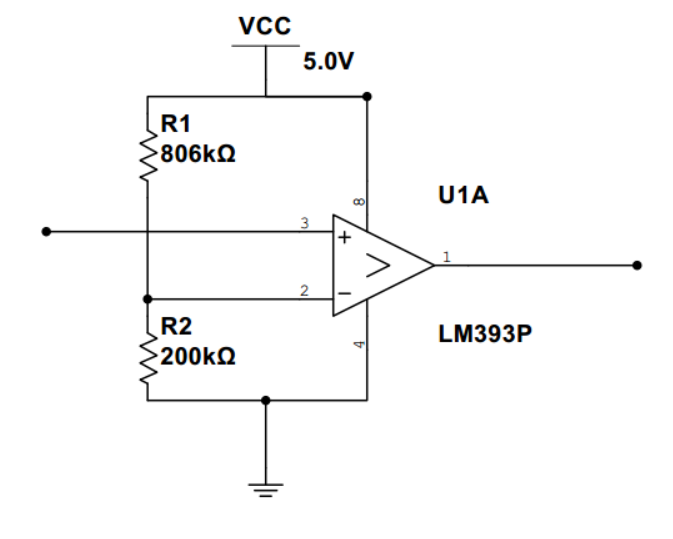 VCC
5.0V
R1
806kΩ
8
U1A
3
+
1
2
−
R2
200kΩ
4
LM393P